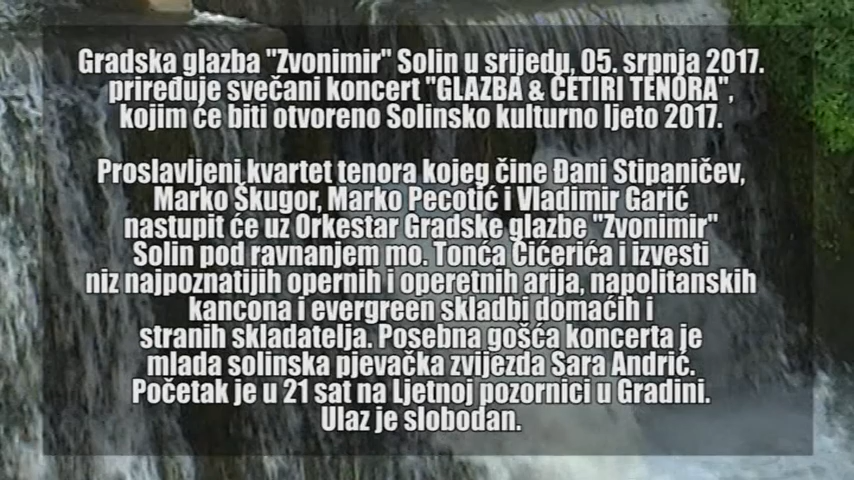 Gradska glazba "Zvonimir" Solin u srijedu, 05. srpnja 2017.
priređuje svečani koncert "GLAZBA & ČETIRI TENORA",
kojim će biti otvoreno Solinsko kulturno ljeto 2017.
Proslavljeni kvartet tenora kojeg čine Đani Stipaničev,
Marko Škugor, Marko Pecotić i Vladimir Garić
nastupit će uz Orkestar Gradske glazbe "Zvonimir"
Solin pod ravnanjem mo. Tonća Ćićerića i izvesti
niz najpoznatijih opernih i operetnih arija, napolitanskih
kancona i evergreen skladbi domaćih i
stranih skladatelja. Posebna gošća koncerta je
mlada solinska pjevačka zvijezda Sara Andrić.
Početak je u 21 sat na Ljetnoj pozornici u Gradini.
Ulaz je slobodan.